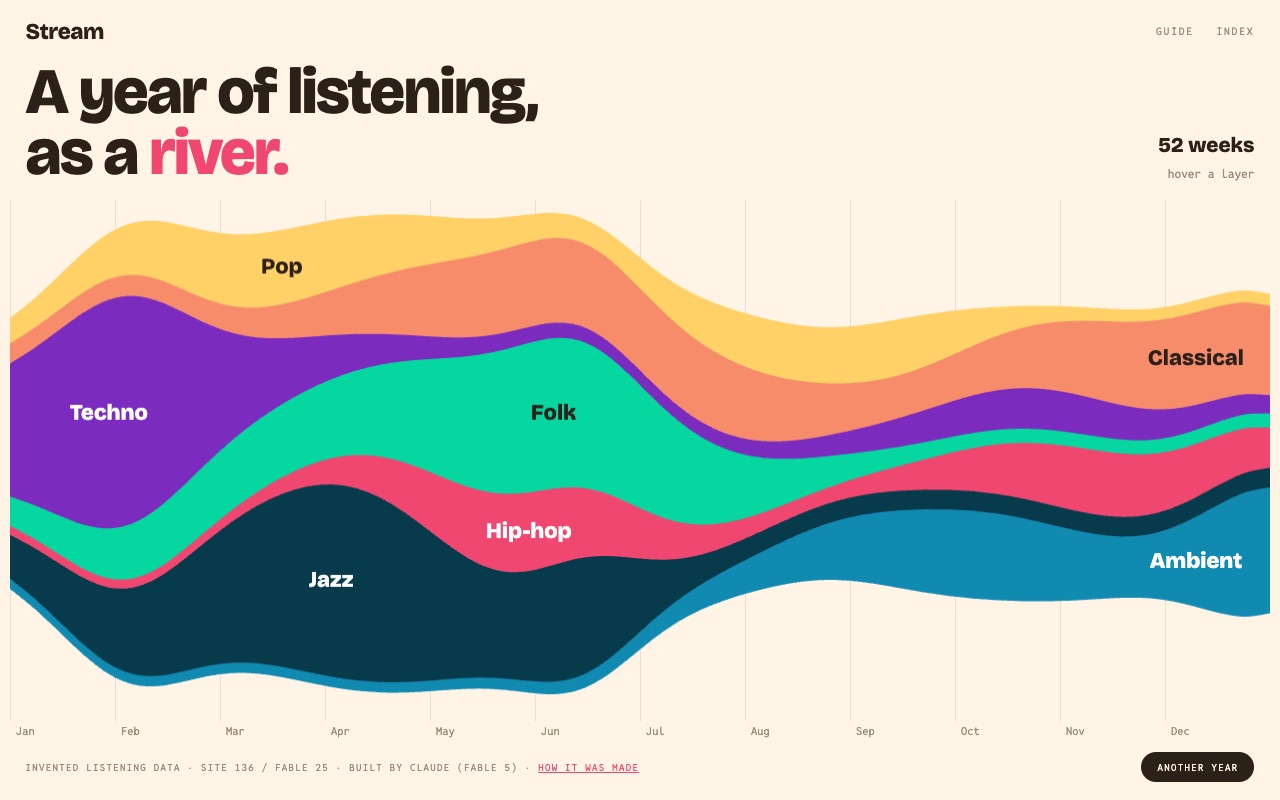 Stream
GUIDE INDEX
A year of listening,
as a river.
52 weeks
hover a layer
Pop
Classical
Techno
Folk
Hip-hop
Ambient
Jazz
Jan Feb Mar Apr May Jun Jul Aug Sep Oct Nov Dec
INVENTED LISTENING DATA · SITE 136 / FABLE 25 · BUILT BY CLAUDE (FABLE 5) · HOW IT WAS MADE
ANOTHER YEAR